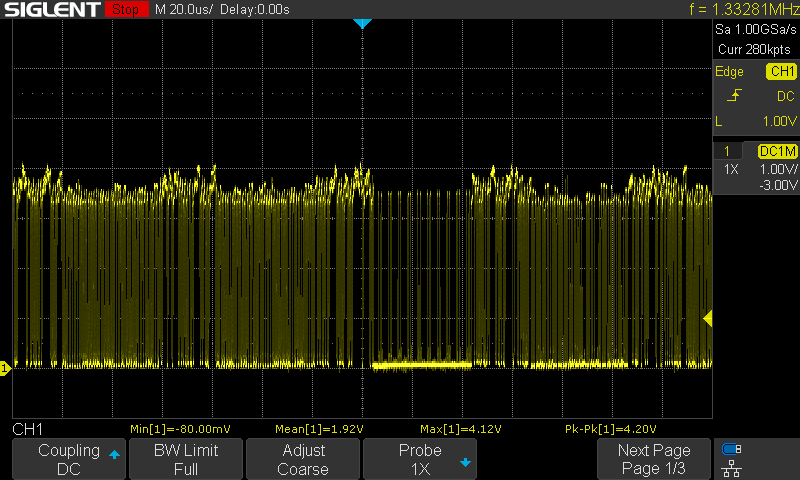 SIGLENT Stop M 20.0us/ Delay:0.00s f = 1.33281MHz
Sa 1.00GSa/s
Curr 280kpts
Edge CH1
DC
L 1.00V
1 DC1M
1X 1.00V/
-3.00V
1
CH1 Min[1]=-80.00mV Mean[1]=1.92V Max[1]=4.12V Pk-Pk[1]=4.20V
Coupling BW Limit Adjust Probe Next Page
DC Full Coarse 1X Page 1/3